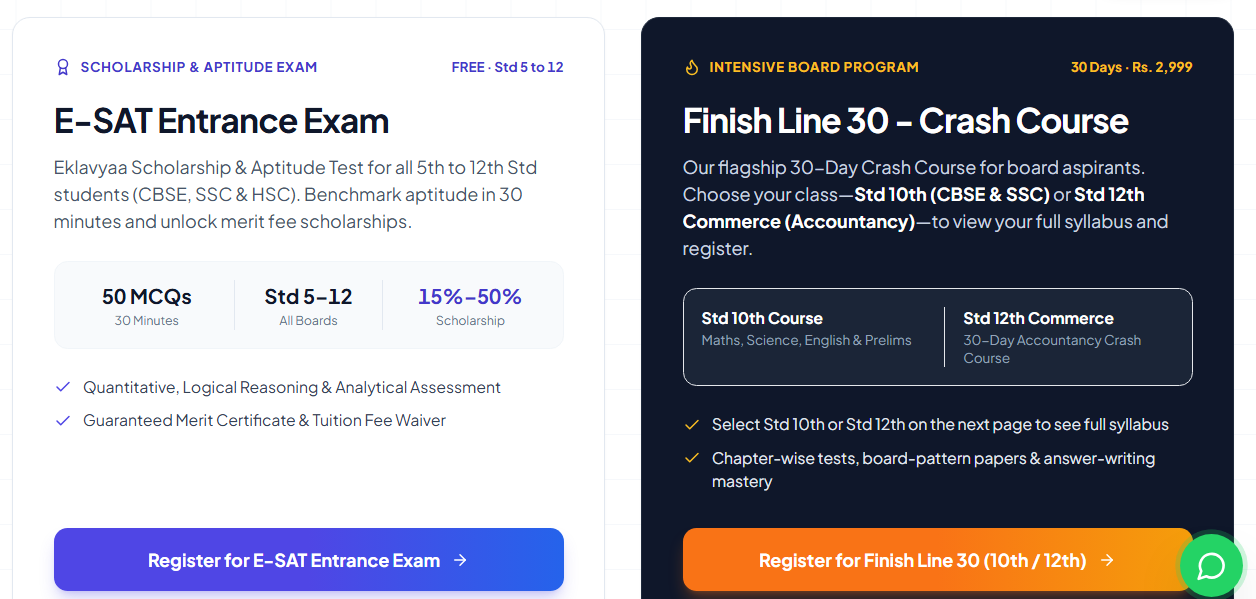 SCHOLARSHIP & APTITUDE EXAM
FREE · Std 5 to 12
E-SAT Entrance Exam
Eklavyaa Scholarship & Aptitude Test for all 5th to 12th Std
students (CBSE, SSC & HSC). Benchmark aptitude in 30
minutes and unlock merit fee scholarships.
50 MCQs
30 Minutes
Std 5–12
All Boards
15%–50%
Scholarship
Quantitative, Logical Reasoning & Analytical Assessment
Guaranteed Merit Certificate & Tuition Fee Waiver
Register for E-SAT Entrance Exam →
INTENSIVE BOARD PROGRAM
30 Days · Rs. 2,999
Finish Line 30 – Crash Course
Our flagship 30-Day Crash Course for board aspirants.
Choose your class—Std 10th (CBSE & SSC) or Std 12th
Commerce (Accountancy)—to view your full syllabus and
register.
Std 10th Course
Maths, Science, English & Prelims
Std 12th Commerce
30-Day Accountancy Crash
Course
Select Std 10th or Std 12th on the next page to see full syllabus
Chapter-wise tests, board-pattern papers & answer-writing
mastery
Register for Finish Line 30 (10th / 12th) →